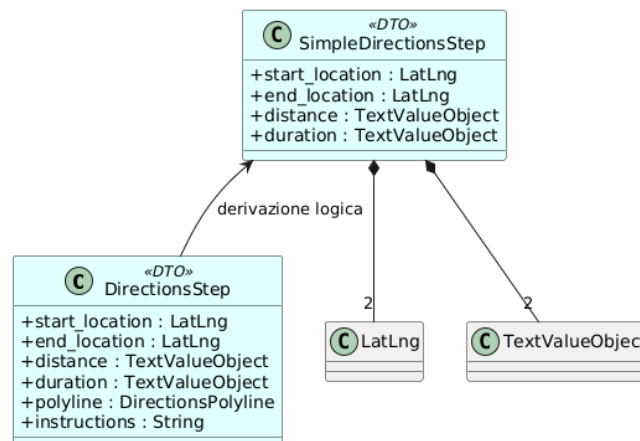 C
«DTO»
SimpleDirectionsStep
+start_location : LatLng
+end_location : LatLng
+distance : TextValueObject
+duration : TextValueObject
derivazione logica
C
«DTO»
DirectionsStep
+start_location : LatLng
+end_location : LatLng
+distance : TextValueObject
+duration : TextValueObject
+polyline : DirectionsPolyline
+instructions : String
2
2
C LatLng
C TextValueObjec